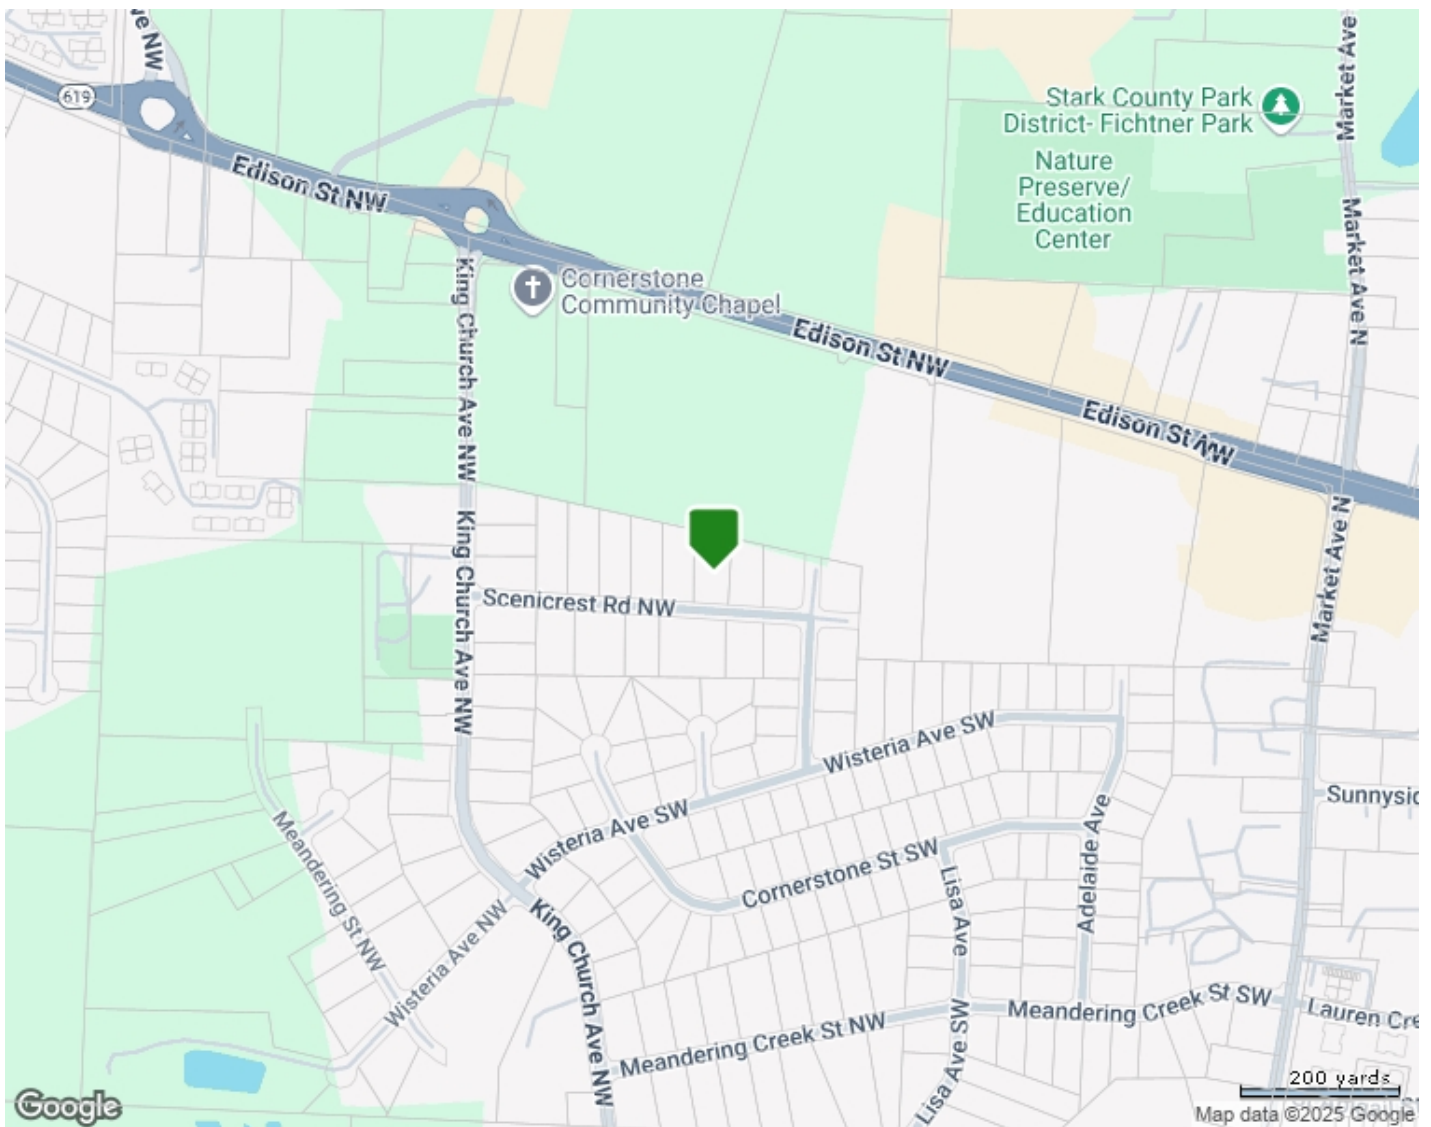 ve NW
619
Edison St NW
King Church Ave NW
Cornerstone
Community Chapel
Stark County Park
District- Fichtner Park
Nature
Preserve/
Education
Center
Market Ave
Market Ave N
Edison St NW
Edison St NW
King Church Ave NW
Market Ave N
Scenicrest Rd NW
Wisteria Ave SW
Wisteria Ave SW
Sunnysid
Meandering St NW
Cornerstone St SW
Adelaide Ave
Lisa Ave
Wisteria Ave NW
King Church Ave NW
Meandering Creek St SW
Lauren Cre
Meandering Creek St NW
Lisa Ave SW
200 yards
Google
Map data ©2025 Google